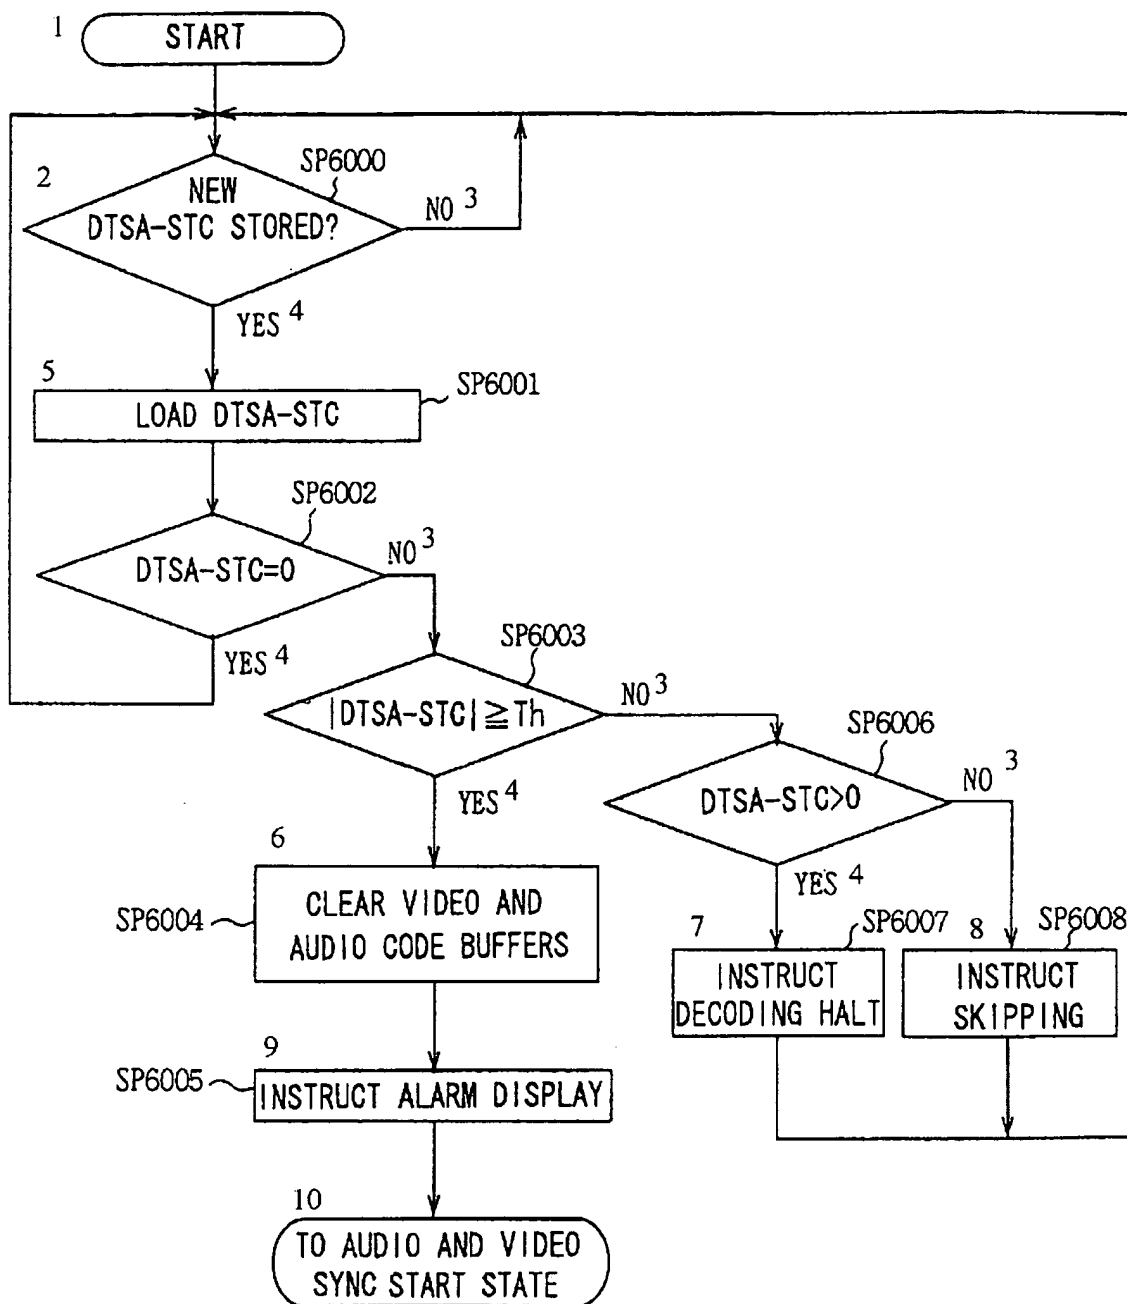 1
START
SP6000
2
NEW
DTSA-STC STORED?
NO 3
YES 4
5
SP6001
LOAD DTSA-STC
SP6002
NO 3
DTSA-STC=0
YES 4
SP6003
NO 3
|DTSA-STC|≧Th
YES 4
SP6006
NO 3
DTSA-STC>0
YES 4
6
SP6004
CLEAR VIDEO AND
AUDIO CODE BUFFERS
7
SP6007
INSTRUCT
DECODING HALT
8
SP6008
INSTRUCT
SKIPPING
9
SP6005
INSTRUCT ALARM DISPLAY
10
TO AUDIO AND VIDEO
SYNC START STATE